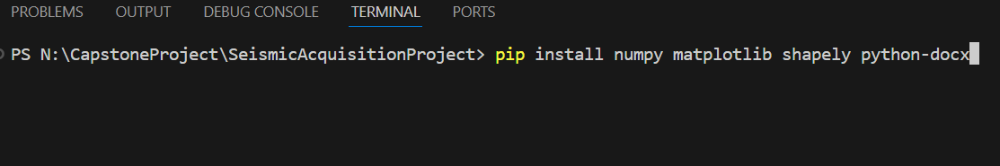 PROBLEMS OUTPUT DEBUG CONSOLE TERMINAL PORTS
PS N:\CapstoneProject\SeismicAcquisitionProject> pip install numpy matplotlib shapely python-docx